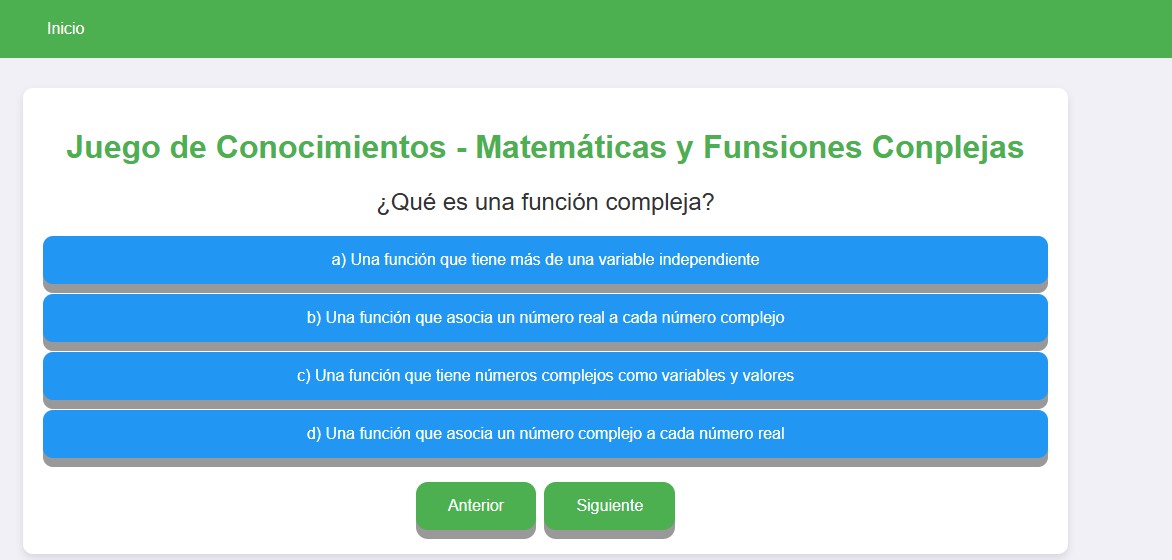 Inicio
Juego de Conocimientos - Matemáticas y Funsiones Conplejas
¿Qué es una función compleja?
a) Una función que tiene más de una variable independiente
b) Una función que asocia un número real a cada número complejo
c) Una función que tiene números complejos como variables y valores
d) Una función que asocia un número complejo a cada número real
Anterior
Siguiente